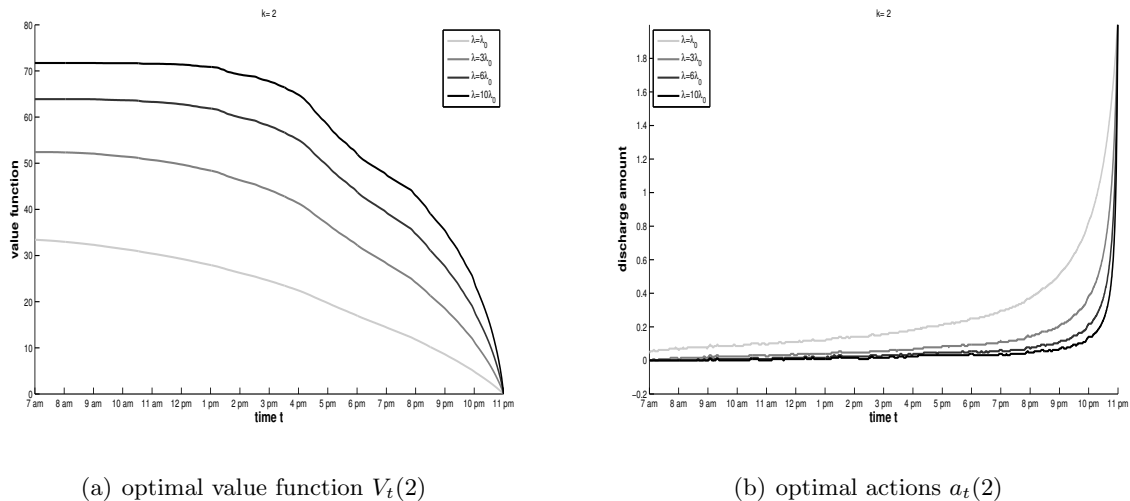 k= 2
80
70
60
50
40
30
20
10
0
value function
λ=λ0
λ=3λ0
λ=6λ0
λ=10λ0
7 am 8 am 9 am 10 am 11 am 12 pm 1 pm 2 pm 3 pm 4 pm 5 pm 6 pm 7 pm 8 pm 9 pm 10 pm 11 pm
time t
(a) optimal value function Vt(2)
k= 2
1.8
1.6
1.4
1.2
1
0.8
0.6
0.4
0.2
0
−0.2
discharge amount
λ=λ0
λ=3λ0
λ=6λ0
λ=10λ0
7 am 8 am 9 am 10 am 11 am 12 pm 1 pm 2 pm 3 pm 4 pm 5 pm 6 pm 7 pm 8 pm 9 pm 10 pm 11 pm
time t
(b) optimal actions at(2)